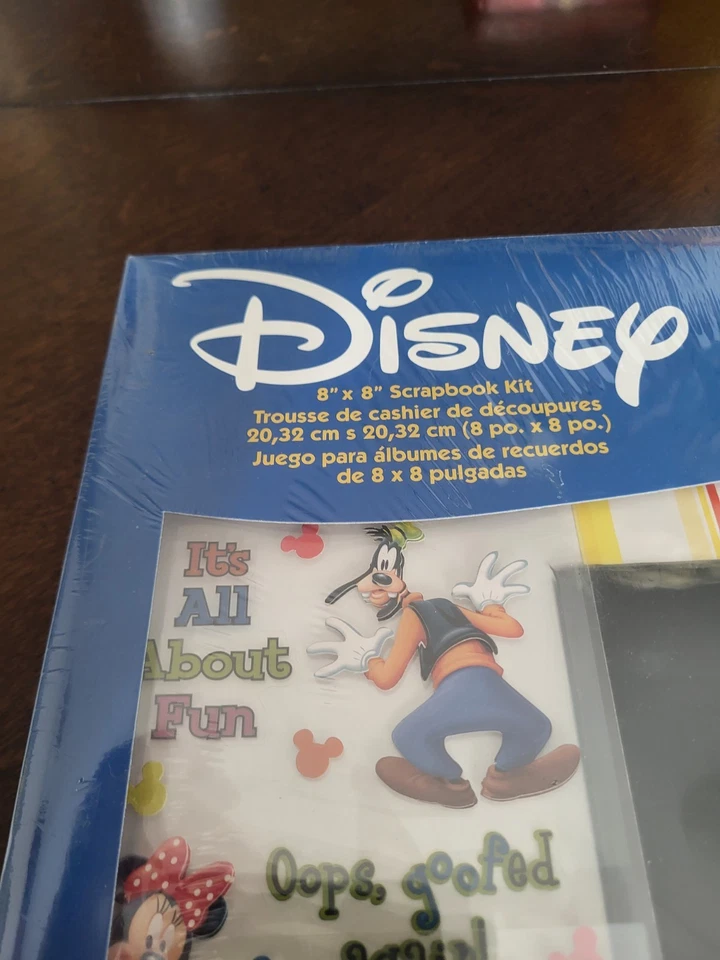 Disney
8" x 8" Scrapbook Kit
Trousse de cashier de découpures
20,32 cm s 20,32 cm (8 po. x 8 po.)
Juego para álbumes de recuerdos
de 8 x 8 pulgadas
It's
All
About
Fun
Oops, goofed
again!